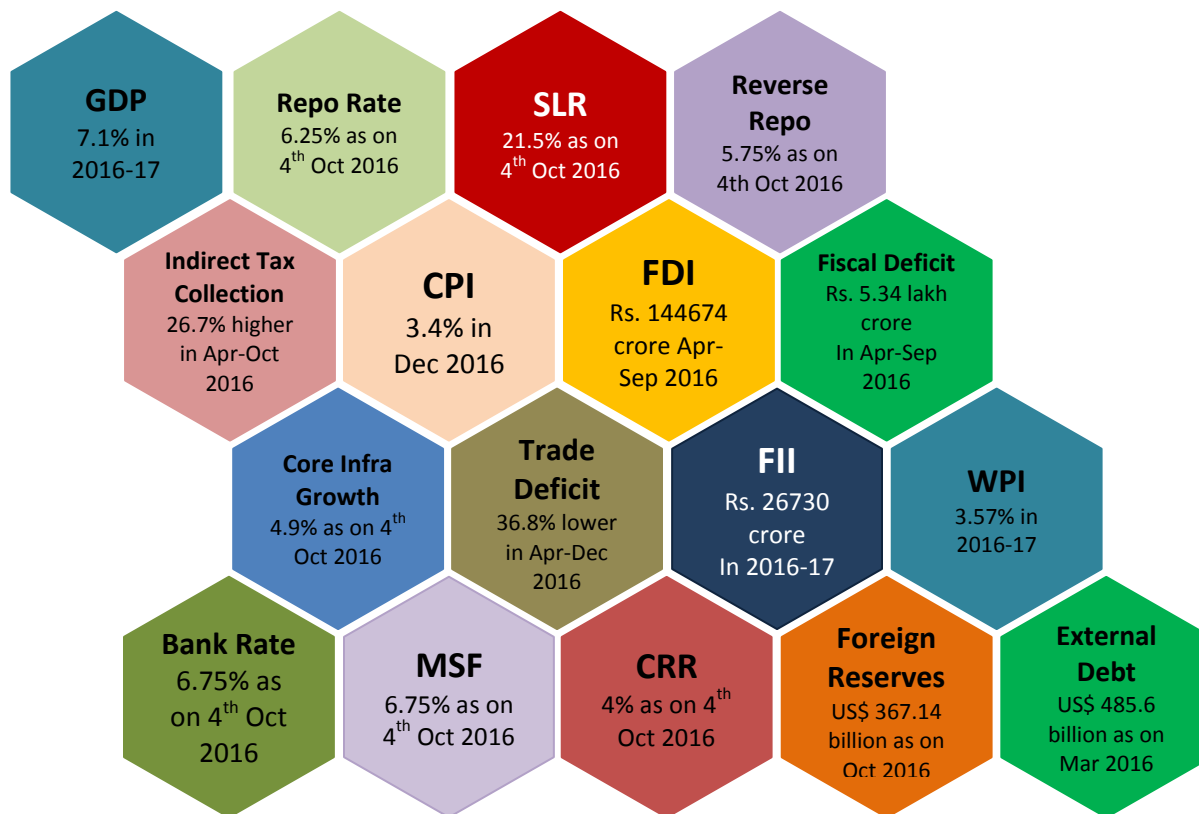 GDP
7.1% in
2016-17
Repo Rate
6.25% as on
4th Oct 2016
SLR
21.5% as on
4th Oct 2016
Reverse
Repo
5.75% as on
4th Oct 2016
Indirect Tax
Collection
26.7% higher
in Apr-Oct
2016
CPI
3.4% in
Dec 2016
FDI
Rs. 144674
crore Apr-
Sep 2016
Fiscal Deficit
Rs. 5.34 lakh
crore
In Apr-Sep
2016
Core Infra
Growth
4.9% as on 4th
Oct 2016
Trade
Deficit
36.8% lower
in Apr-Dec
2016
FII
Rs. 26730
crore
In 2016-17
WPI
3.57% in
2016-17
Bank Rate
6.75% as
on 4th Oct
2016
MSF
6.75% as on
4th Oct 2016
CRR
4% as on 4th
Oct 2016
Foreign
Reserves
US$ 367.14
billion as on
Oct 2016
External
Debt
US$ 485.6
billion as on
Mar 2016